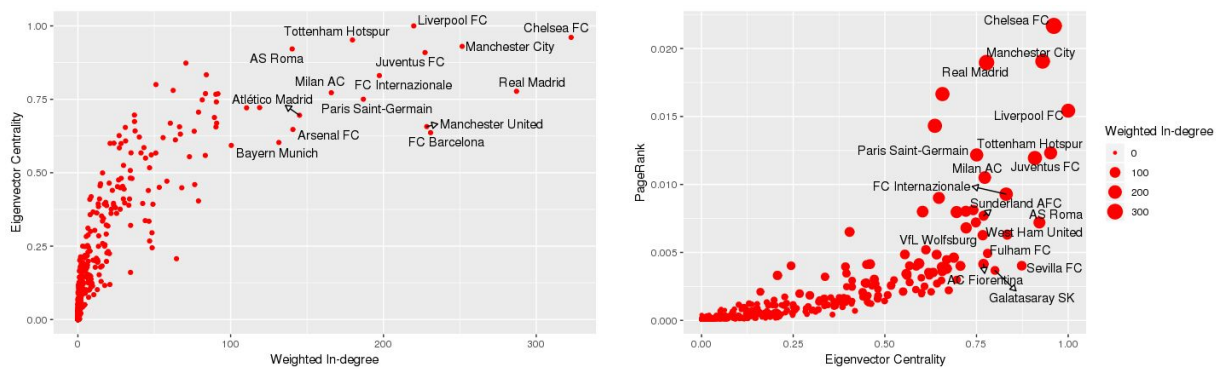 Liverpool FC
Chelsea FC
Tottenham Hotspur
Manchester City
AS Roma
Juventus FC
Milan AC
FC Internazionale
Real Madrid
Atlético Madrid
Paris Saint-Germain
Manchester United
Arsenal FC
FC Barcelona
Bayern Munich
1.00
0.75
0.50
0.25
0.00
0
100
200
300
Eigenvector Centrality
Weighted In-degree
Chelsea FC
Manchester City
Real Madrid
Liverpool FC
Tottenham Hotspur
Paris Saint-Germain
Juventus FC
Milan AC
FC Internazionale
Sunderland AFC
AS Roma
West Ham United
VfL Wolfsburg
Fulham FC
Sevilla FC
AC Fiorentina
Galatasaray SK
0.020
0.015
0.010
0.005
0.000
0.00
0.25
0.50
0.75
1.00
PageRank
Eigenvector Centrality
Weighted In-degree
0
100
200
300